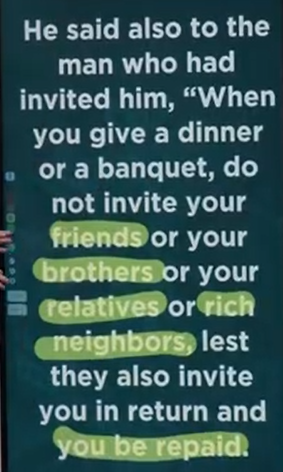 He said also to the
man who had
invited him, “When
you give a dinner
or a banquet, do
not invite your
friends or your
brothers or your
relatives or rich
neighbors, lest
they also invite
you in return and
you be repaid.